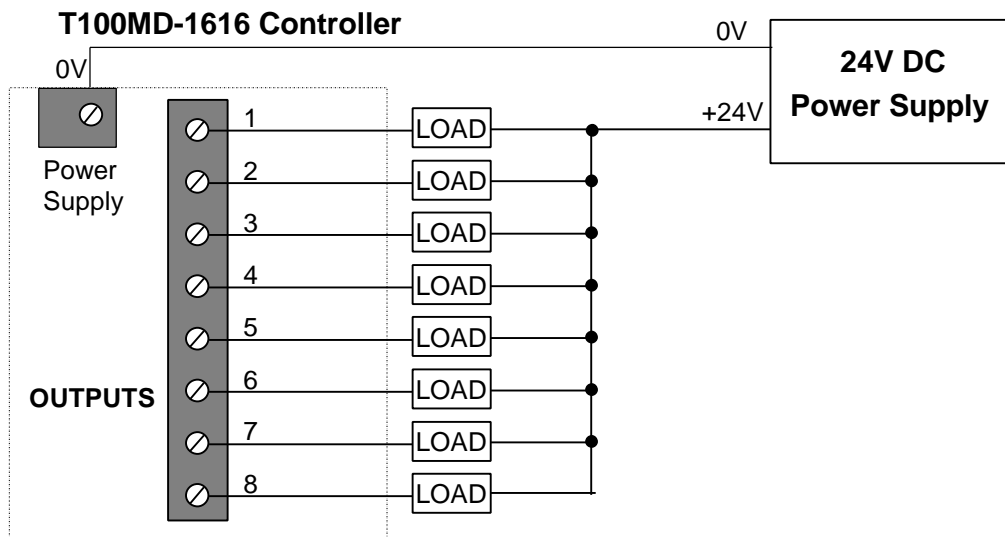 T100MD-1616 Controller
0V
0V
24V DC
Power Supply
+24V
Power
Supply
OUTPUTS
1
LOAD
2
LOAD
3
LOAD
4
LOAD
5
LOAD
6
LOAD
7
LOAD
8
LOAD